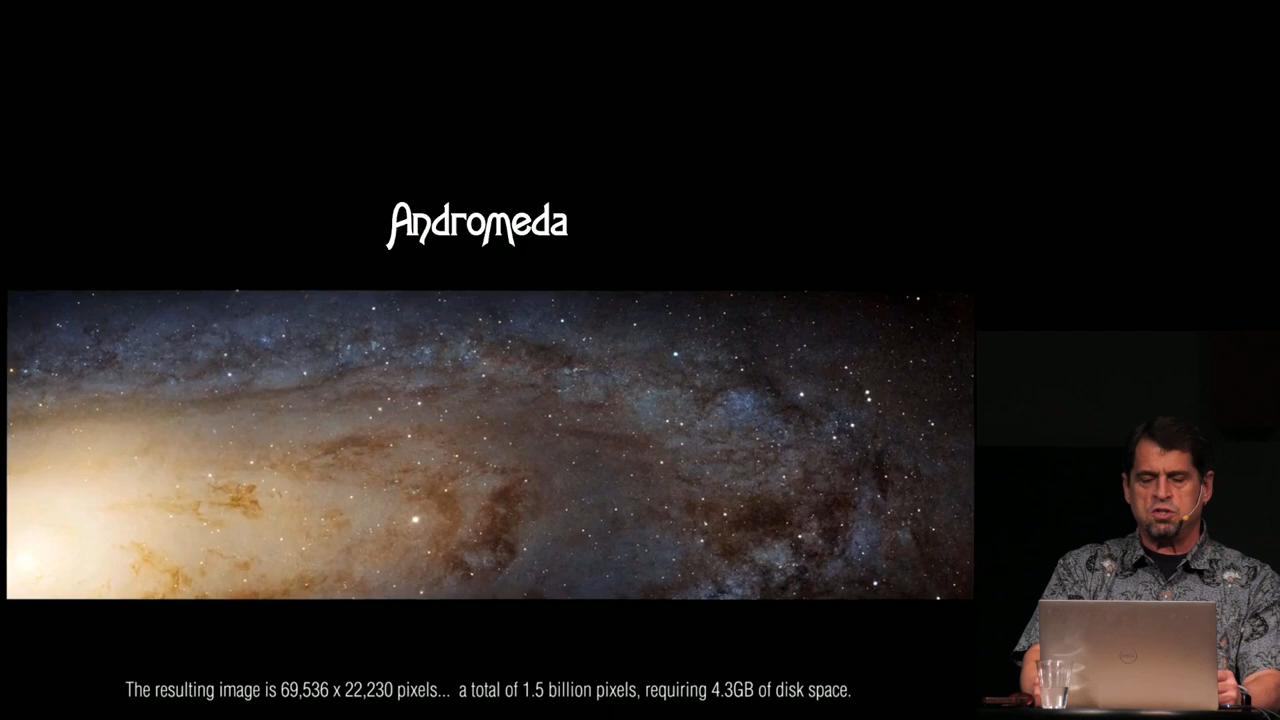 Andromeda
The resulting image is 69,536 x 22,230 pixels... a total of 1.5 billion pixels, requiring 4.3GB of disk space.
DELL